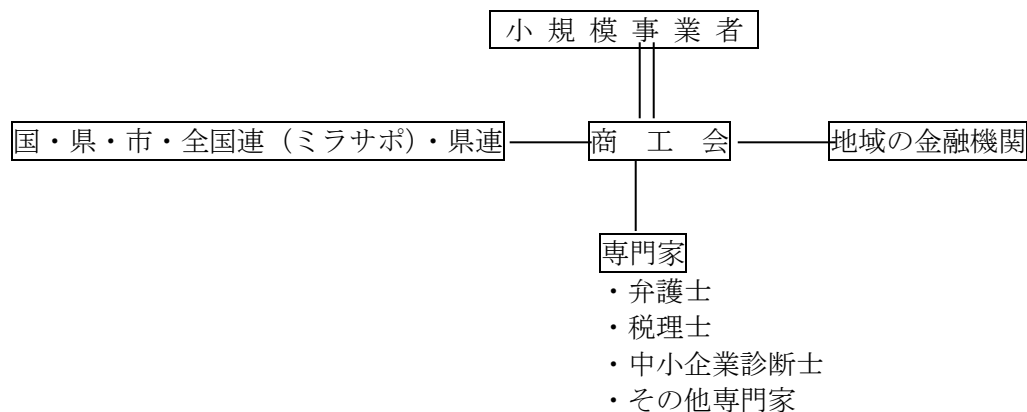 小規模事業者
国・県・市・全国連（ミラサポ）・県連
商工会
地域の金融機関
専門家
・弁護士
・税理士
・中小企業診断士
・その他専門家